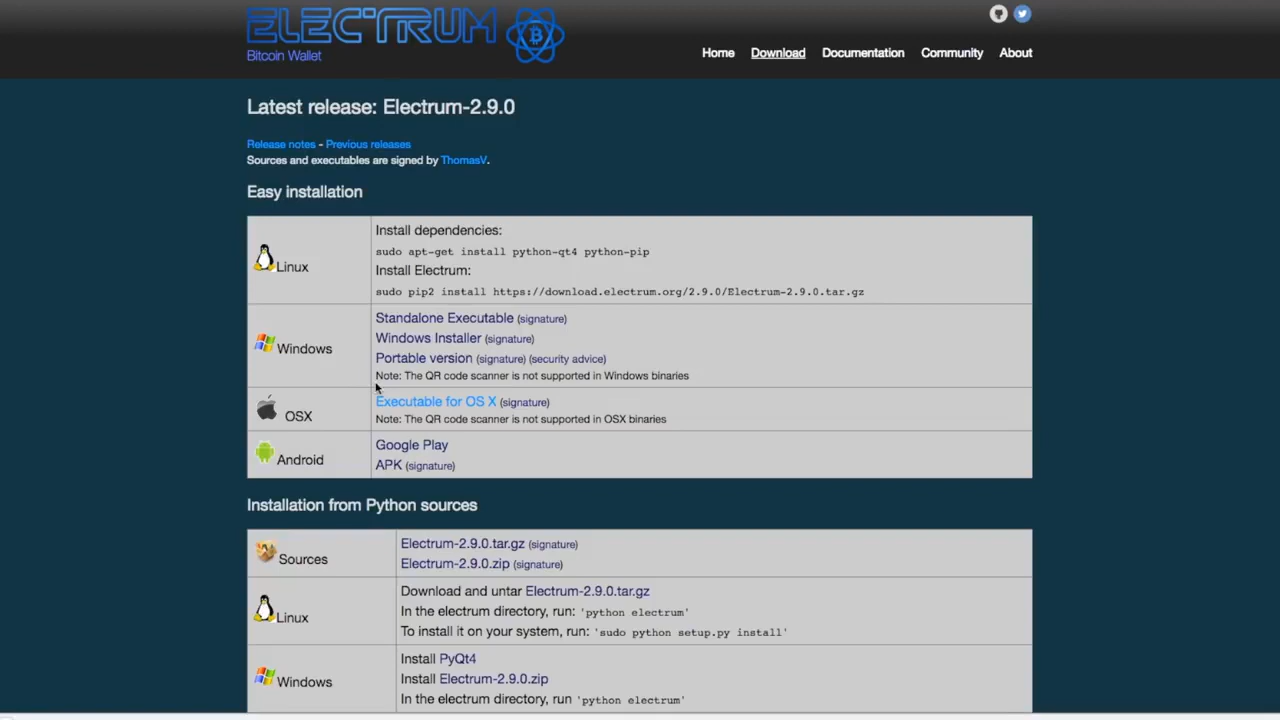 ELECTRUM
Bitcoin Wallet
Home Download Documentation Community About
Latest release: Electrum-2.9.0
Release notes - Previous releases
Sources and executables are signed by ThomasV.
Easy installation
Linux
Install dependencies:
sudo apt-get install python-qt4 python-pip
Install Electrum:
sudo pip2 install https://download.electrum.org/2.9.0/Electrum-2.9.0.tar.gz
Windows
Standalone Executable (signature)
Windows Installer (signature)
Portable version (signature) (security advice)
Note: The QR code scanner is not supported in Windows binaries
OSX
Executable for OS X (signature)
Note: The QR code scanner is not supported in OSX binaries
Android
Google Play
APK (signature)
Installation from Python sources
Sources
Electrum-2.9.0.tar.gz (signature)
Electrum-2.9.0.zip (signature)
Linux
Download and untar Electrum-2.9.0.tar.gz
In the electrum directory, run: 'python electrum'
To install it on your system, run: 'sudo python setup.py install'
Windows
Install PyQt4
Install Electrum-2.9.0.zip
In the electrum directory, run 'python electrum'